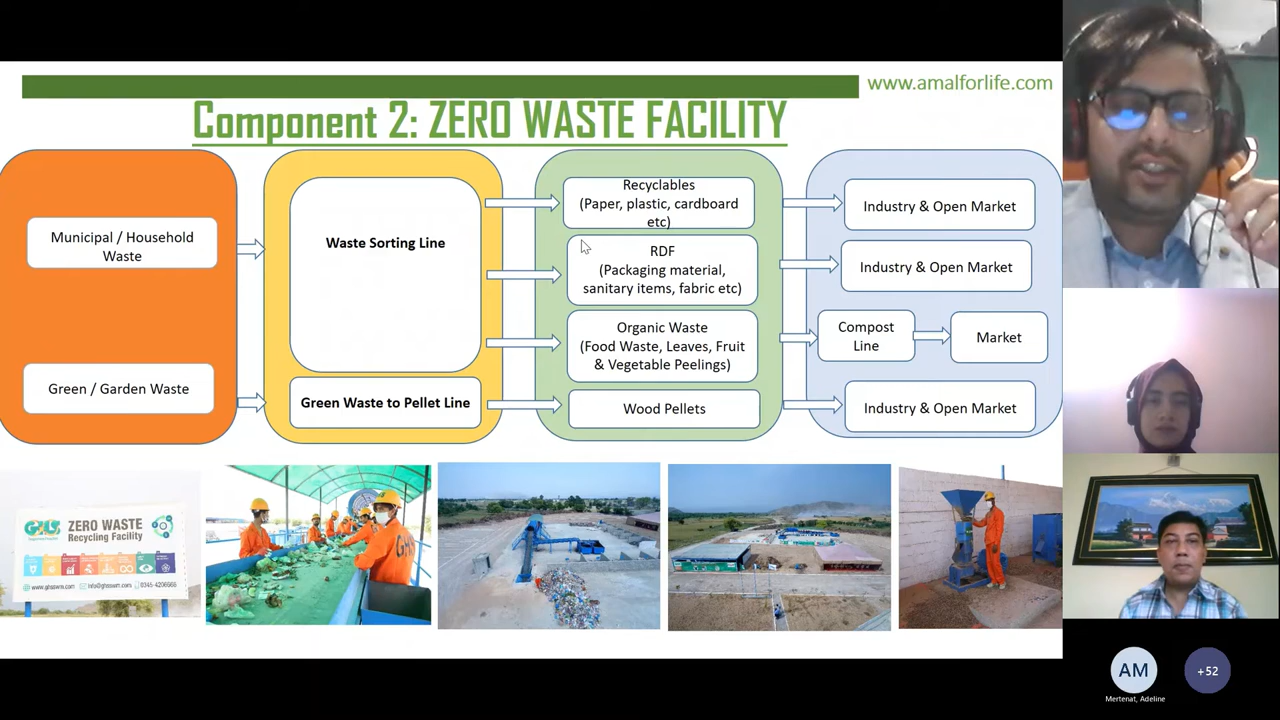 www.amalforlife.com
Component 2: ZERO WASTE FACILITY
Municipal / Household
Waste
Green / Garden Waste
Waste Sorting Line
Green Waste to Pellet Line
Recyclables
(Paper, plastic, cardboard
etc)
RDF
(Packaging material,
sanitary items, fabric etc)
Organic Waste
(Food Waste, Leaves, Fruit
& Vegetable Peelings)
Wood Pellets
Industry & Open Market
Industry & Open Market
Compost
Line
Market
Industry & Open Market
ZERO WASTE
Recycling Facility
AM
Mertenat, Adeline
+52